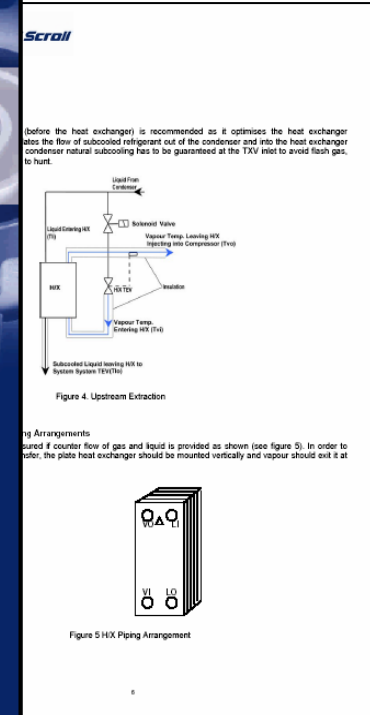 Scroll
(before the heat exchanger) is recommended as it optimises the heat exchanger
ates the flow of subcooled refrigerant out of the condenser and into the heat exchanger
condenser natural subcooling has to be guaranteed at the TXV inlet to avoid flash gas,
to hunt.
Liquid From
Condenser
Solenoid Valve
Liquid Entering H/X
(Tli)
Vapour Temp. Leaving H/X
Injecting into Compressor (Tvo)
H/X
H/X TEV
Insulation
Vapour Temp.
Entering H/X (Tvi)
Subcooled Liquid leaving H/X to
System System TEV(Tlo)
Figure 4. Upstream Extraction
ng Arrangements
sured if counter flow of gas and liquid is provided as shown (see figure 5). In order to
nsfer, the plate heat exchanger should be mounted vertically and vapour should exit it at
VO LI
VI LO
Figure 5 H/X Piping Arrangement